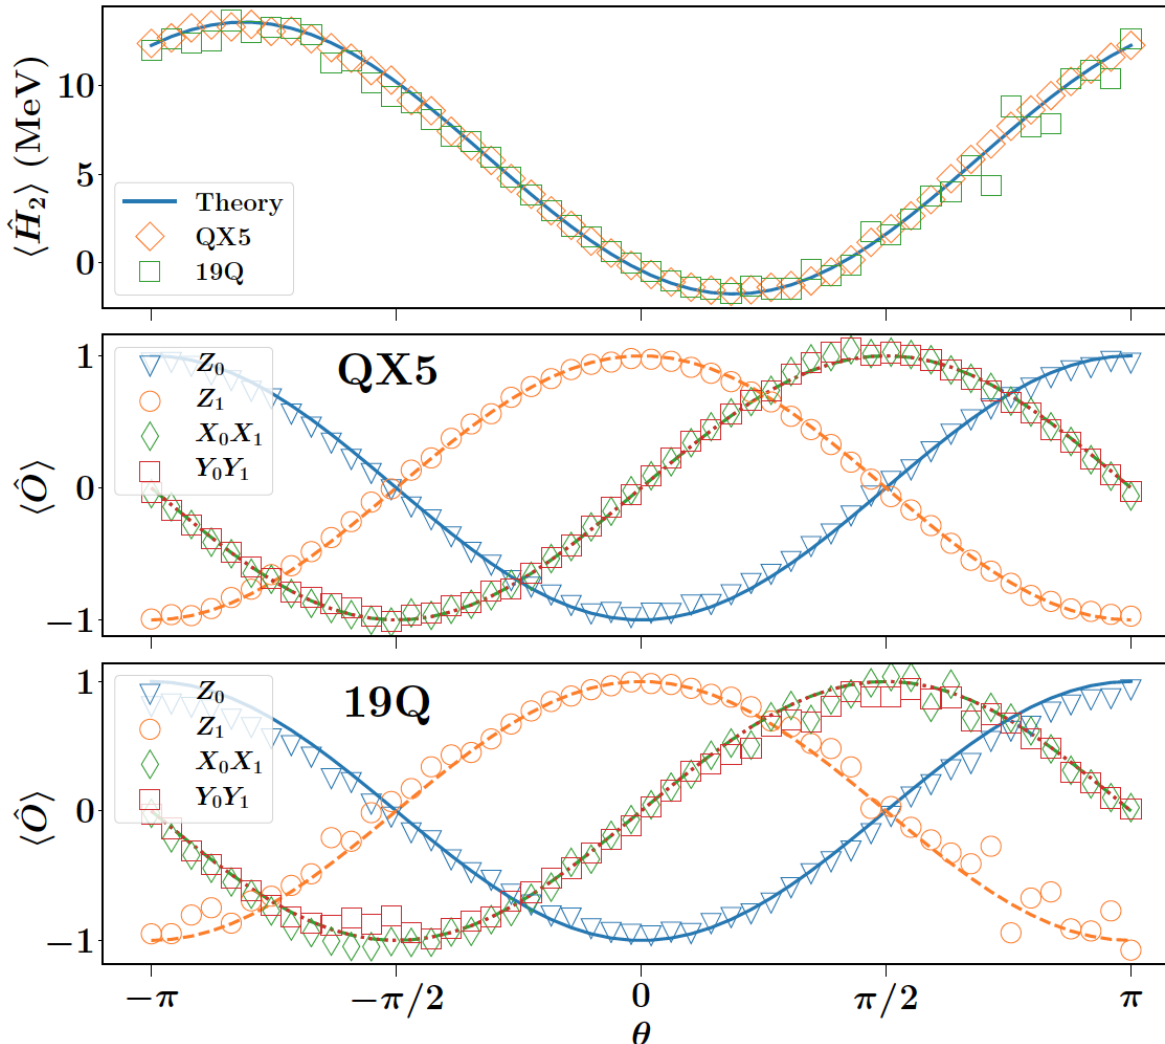 ⟨Ĥ₂⟩ (MeV)
10
5
0
Theory
QX5
19Q
⟨Ô⟩
1
0
−1
Z₀
Z₁
X₀X₁
Y₀Y₁
QX5
⟨Ô⟩
1
0
−1
Z₀
Z₁
X₀X₁
Y₀Y₁
19Q
−π
−π/2
0
π/2
π
θ